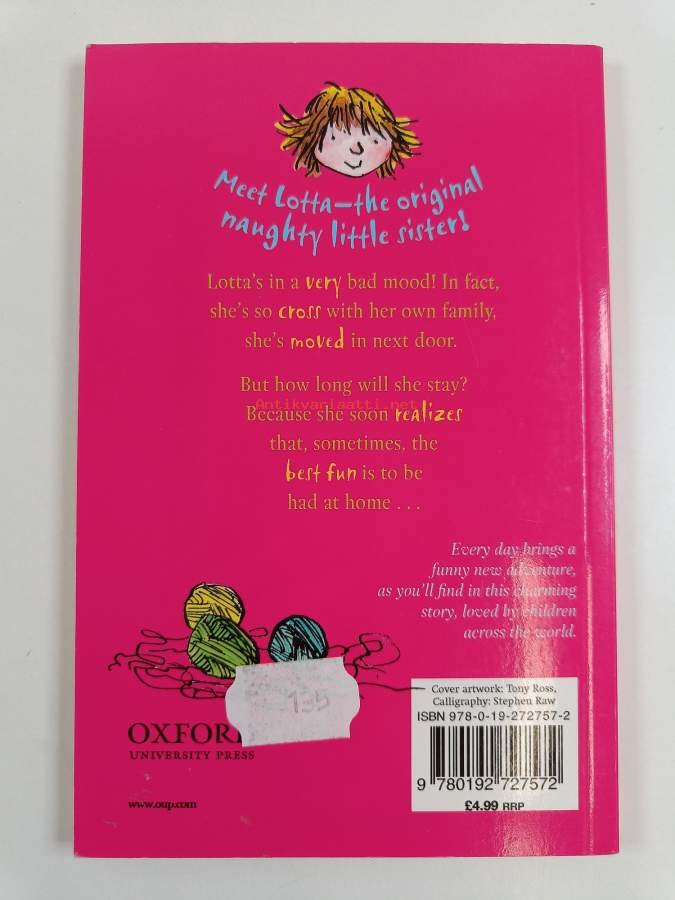 Meet Lotta—the original
naughty little sister!
Lotta's in a very bad mood! In fact,
she's so cross with her own family,
she's moved in next door.
But how long will she stay?
Antikvariaatti.net
Because she soon realizes
that, sometimes, the
best fun is to be
had at home . . .
Every day brings a
funny new adventure,
as you'll find in this charming
story, loved by children
across the world.
135
OXFORD
UNIVERSITY PRESS
www.oup.com
Cover artwork: Tony Ross,
Calligraphy: Stephen Raw
ISBN 978-0-19-272757-2
9 780192 727572
£4.99 RRP